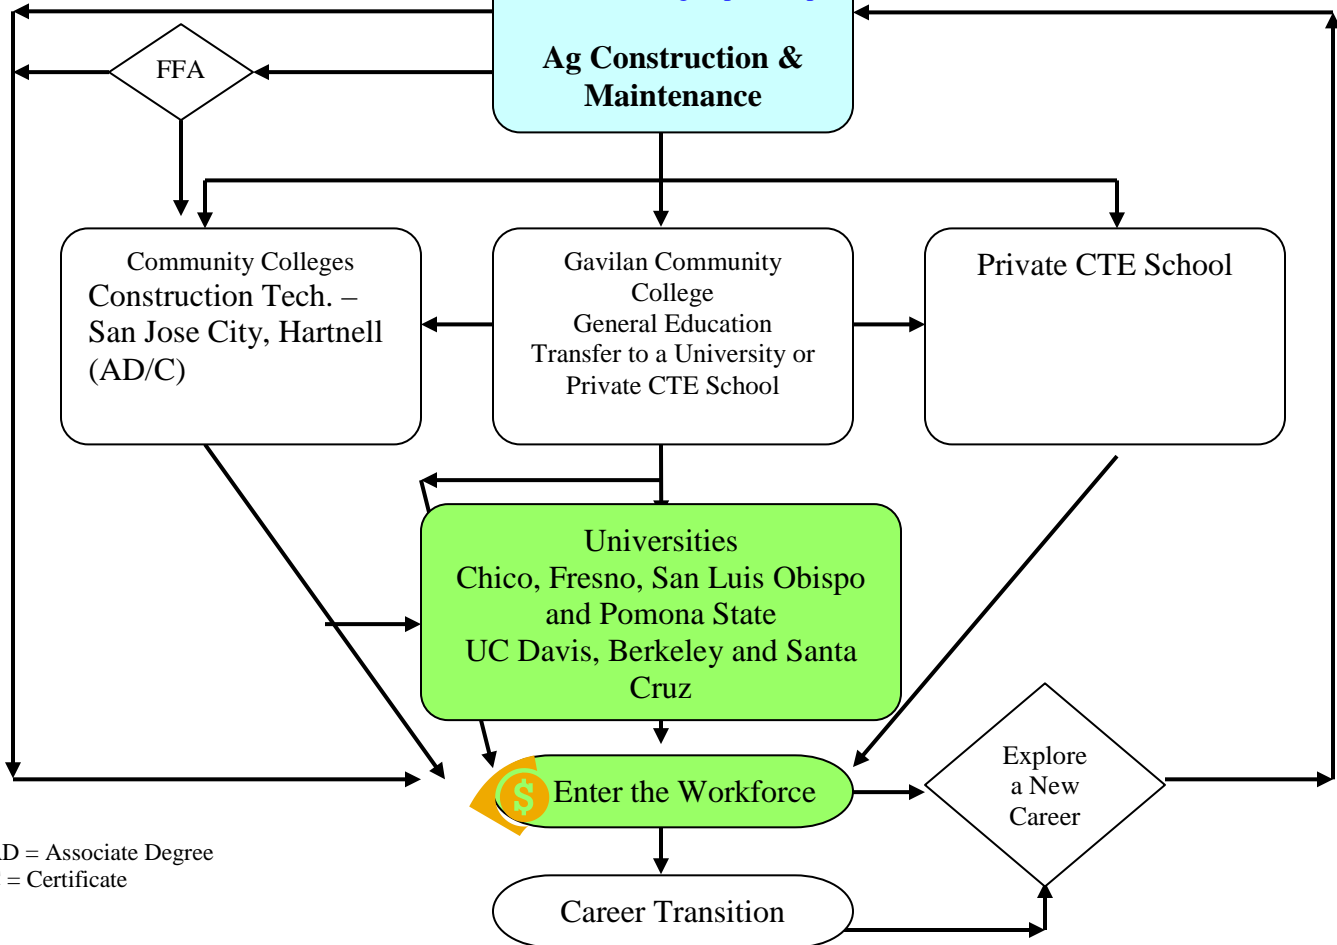 FFA
Ag Construction &
Maintenance
Community Colleges
Construction Tech. –
San Jose City, Hartnell
(AD/C)
Gavilan Community
College
General Education
Transfer to a University or
Private CTE School
Private CTE School
Universities
Chico, Fresno, San Luis Obispo
and Pomona State
UC Davis, Berkeley and Santa
Cruz
$
Enter the Workforce
Explore
a New
Career
AD = Associate Degree
= Certificate
Career Transition